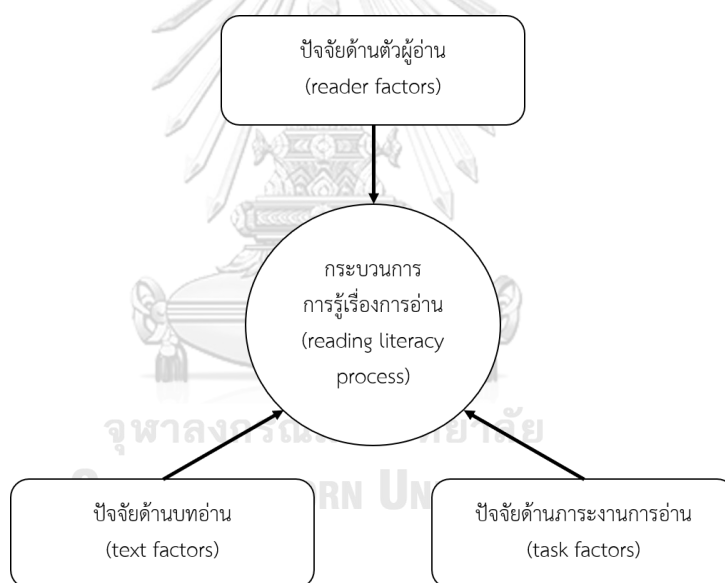 ปัจจัยด้านตัวผู้อ่าน
(reader factors)
กระบวนการ
การรู้เรื่องการอ่าน
(reading literacy
process)
ปัจจัยด้านบทอ่าน
(text factors)
ปัจจัยด้านภาระงานการอ่าน
(task factors)